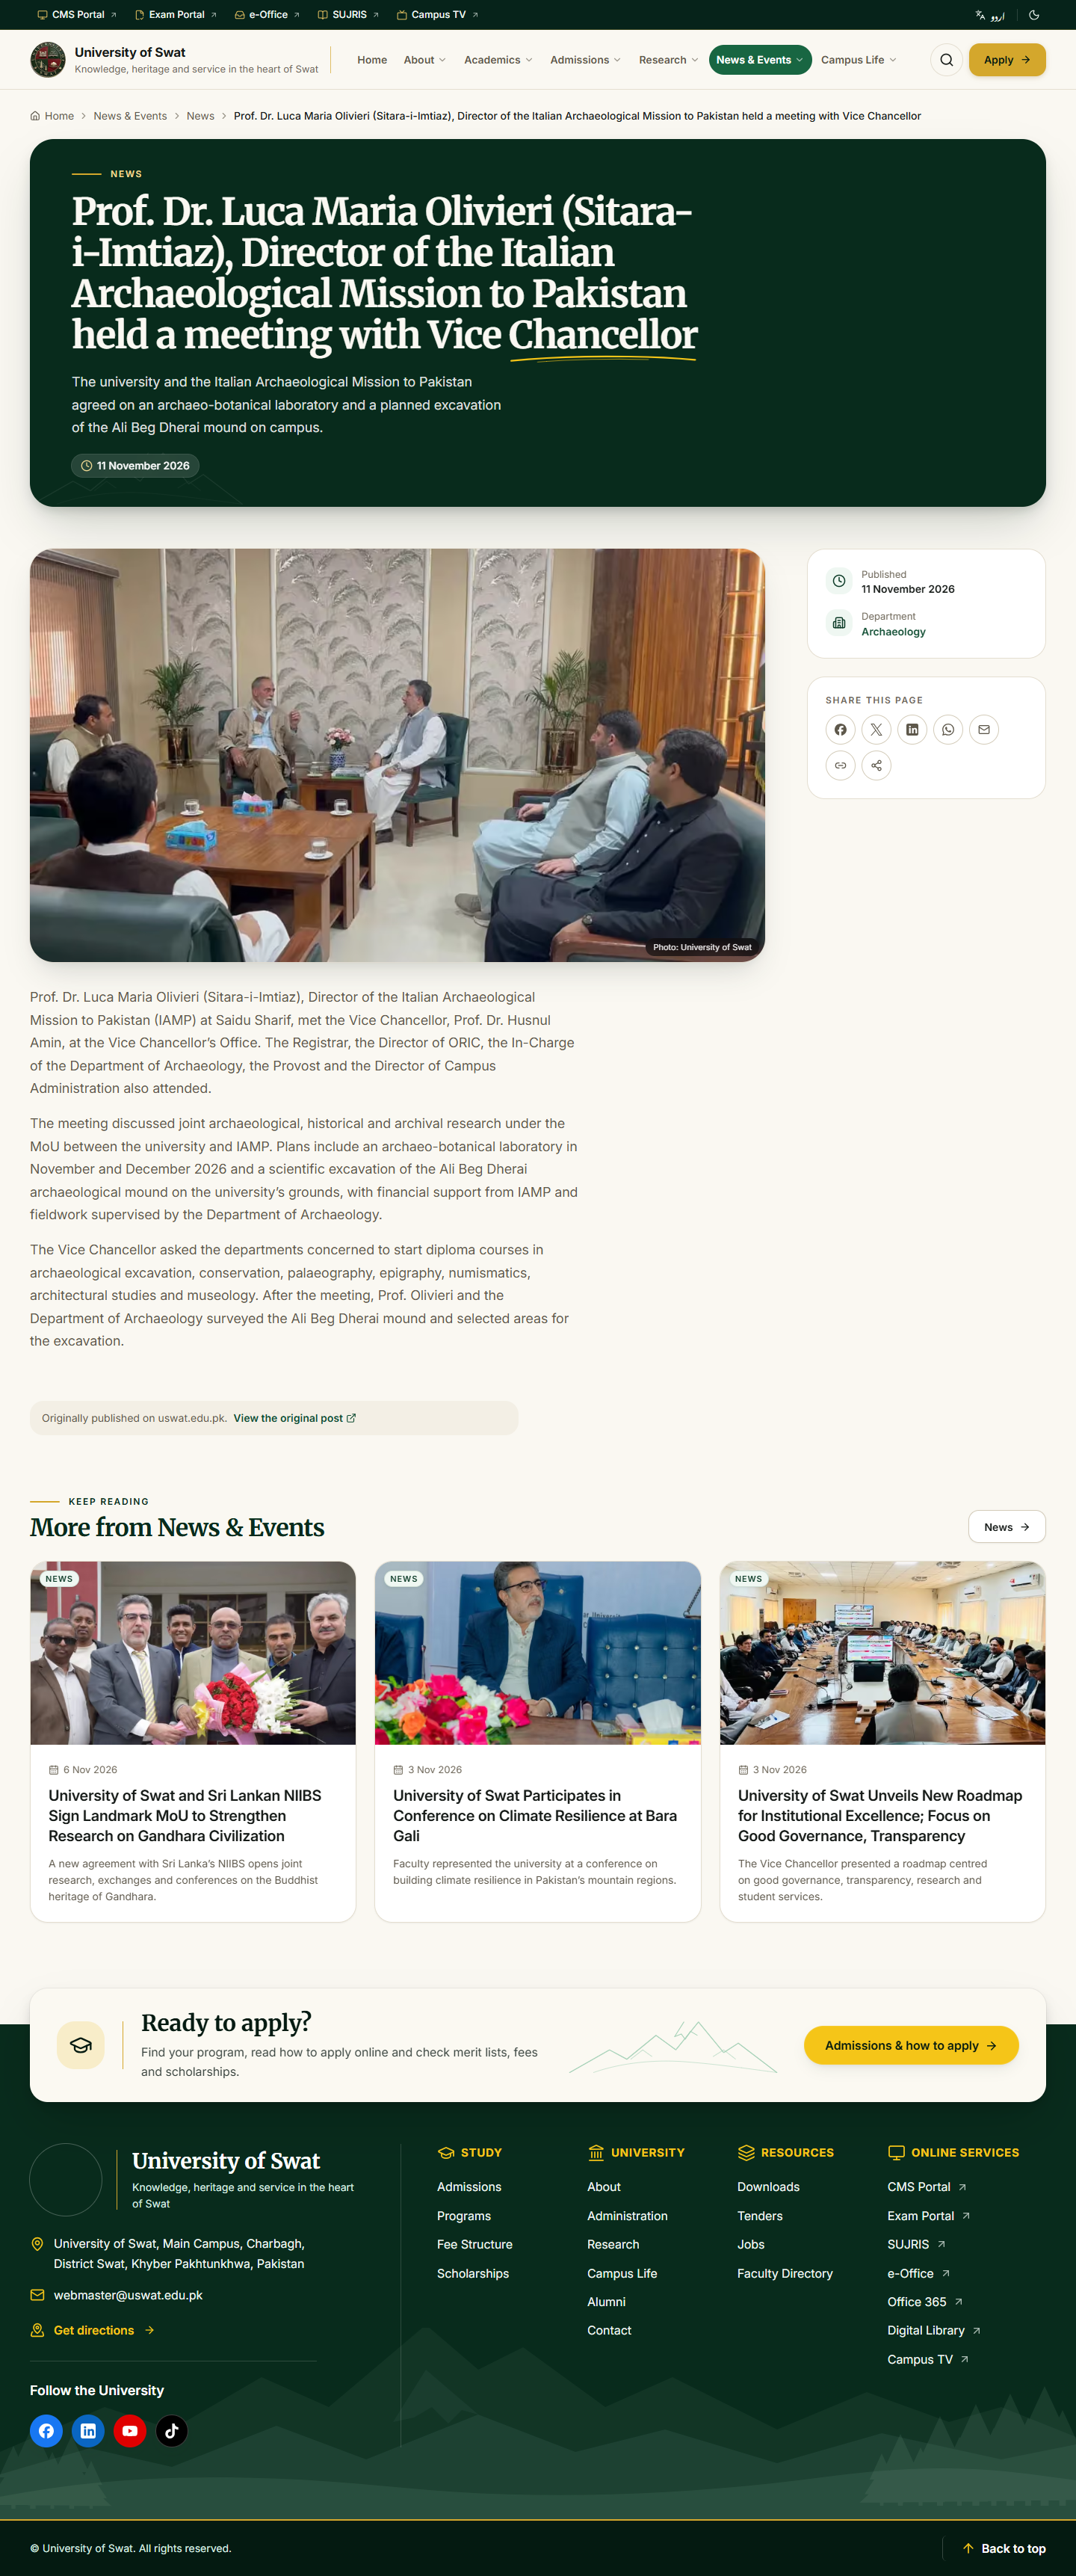 CMS Portal
Exam Portal
e-Office
SUJRIS
Campus TV
اردو
University of Swat
Knowledge, heritage and service in the heart of Swat
Home
About
Academics
Admissions
Research
News & Events
Campus Life
Apply
Home > News & Events > News > Prof. Dr. Luca Maria Olivieri (Sitara-i-Imtiaz), Director of the Italian Archaeological Mission to Pakistan held a meeting with Vice Chancellor
NEWS
Prof. Dr. Luca Maria Olivieri (Sitara-
i-Imtiaz), Director of the Italian
Archaeological Mission to Pakistan
held a meeting with Vice Chancellor
The university and the Italian Archaeological Mission to Pakistan
agreed on an archaeo-botanical laboratory and a planned excavation
of the Ali Beg Dherai mound on campus.
11 November 2026
Photo: University of Swat
Published
11 November 2026
Department
Archaeology
SHARE THIS PAGE
Prof. Dr. Luca Maria Olivieri (Sitara-i-Imtiaz), Director of the Italian Archaeological
Mission to Pakistan (IAMP) at Saidu Sharif, met the Vice Chancellor, Prof. Dr. Husnul
Amin, at the Vice Chancellor’s Office. The Registrar, the Director of ORIC, the In-Charge
of the Department of Archaeology, the Provost and the Director of Campus
Administration also attended.
The meeting discussed joint archaeological, historical and archival research under the
MoU between the university and IAMP. Plans include an archaeo-botanical laboratory in
November and December 2026 and a scientific excavation of the Ali Beg Dherai
archaeological mound on the university’s grounds, with financial support from IAMP and
fieldwork supervised by the Department of Archaeology.
The Vice Chancellor asked the departments concerned to start diploma courses in
archaeological excavation, conservation, palaeography, epigraphy, numismatics,
architectural studies and museology. After the meeting, Prof. Olivieri and the
Department of Archaeology surveyed the Ali Beg Dherai mound and selected areas for
the excavation.
Originally published on uswat.edu.pk. View the original post
KEEP READING
More from News & Events
News
NEWS
6 Nov 2026
University of Swat and Sri Lankan NIIBS
Sign Landmark MoU to Strengthen
Research on Gandhara Civilization
A new agreement with Sri Lanka’s NIIBS opens joint
research, exchanges and conferences on the Buddhist
heritage of Gandhara.
NEWS
3 Nov 2026
University of Swat Participates in
Conference on Climate Resilience at Bara
Gali
Faculty represented the university at a conference on
building climate resilience in Pakistan’s mountain regions.
NEWS
3 Nov 2026
University of Swat Unveils New Roadmap
for Institutional Excellence; Focus on
Good Governance, Transparency
The Vice Chancellor presented a roadmap centred
on good governance, transparency, research and
student services.
Ready to apply?
Find your program, read how to apply online and check merit lists, fees
and scholarships.
Admissions & how to apply
University of Swat
Knowledge, heritage and service in the heart
of Swat
University of Swat, Main Campus, Charbagh,
District Swat, Khyber Pakhtunkhwa, Pakistan
webmaster@uswat.edu.pk
Get directions
Follow the University
STUDY
Admissions
Programs
Fee Structure
Scholarships
UNIVERSITY
About
Administration
Research
Campus Life
Alumni
Contact
RESOURCES
Downloads
Tenders
Jobs
Faculty Directory
ONLINE SERVICES
CMS Portal
Exam Portal
SUJRIS
e-Office
Office 365
Digital Library
Campus TV
© University of Swat. All rights reserved.
Back to top